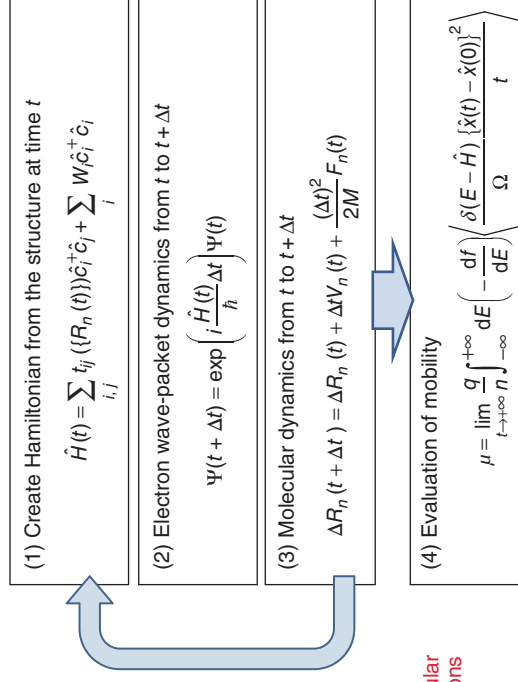 (1) Create Hamiltonian from the structure at time t
Ĥ(t) = ∑_{i,j} t_{ij} ({R_n(t)})ĉ_i^+ ĉ_j + ∑_i W_i ĉ_i^+ ĉ_i
(2) Electron wave-packet dynamics from t to t + Δt
Ψ(t + Δt) = exp(i Ĥ(t)/ħ Δt) Ψ(t)
(3) Molecular dynamics from t to t + Δt
ΔR_n(t + Δt) = ΔR_n(t) + ΔtV_n(t) + (Δt)²/2M F_n(t)
(4) Evaluation of mobility
μ = lim_{t→+∞} q/n ∫_{−∞}^{+∞} dE (− df/dE) ⟨ δ(E − Ĥ)/Ω {x̂(t) − x̂(0)}²/t ⟩